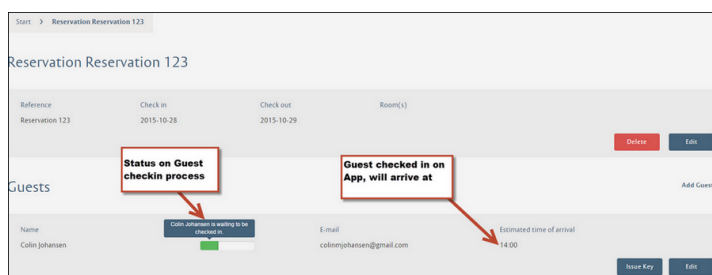 Start > Reservation Reservation 123
Reservation Reservation 123
Reference Check in Check out Room(s)
Reservation 123 2015-10-28 2015-10-29
Delete Edit
Status on Guest
checkin process
Guest checked in on
App, will arrive at
Guests
Add Guest
Name E-mail Estimated time of arrival
Colin Johansen is waiting to be
checked in.
Colin Johansen colinmjohansen@gmail.com 14:00
Issue Key Edit